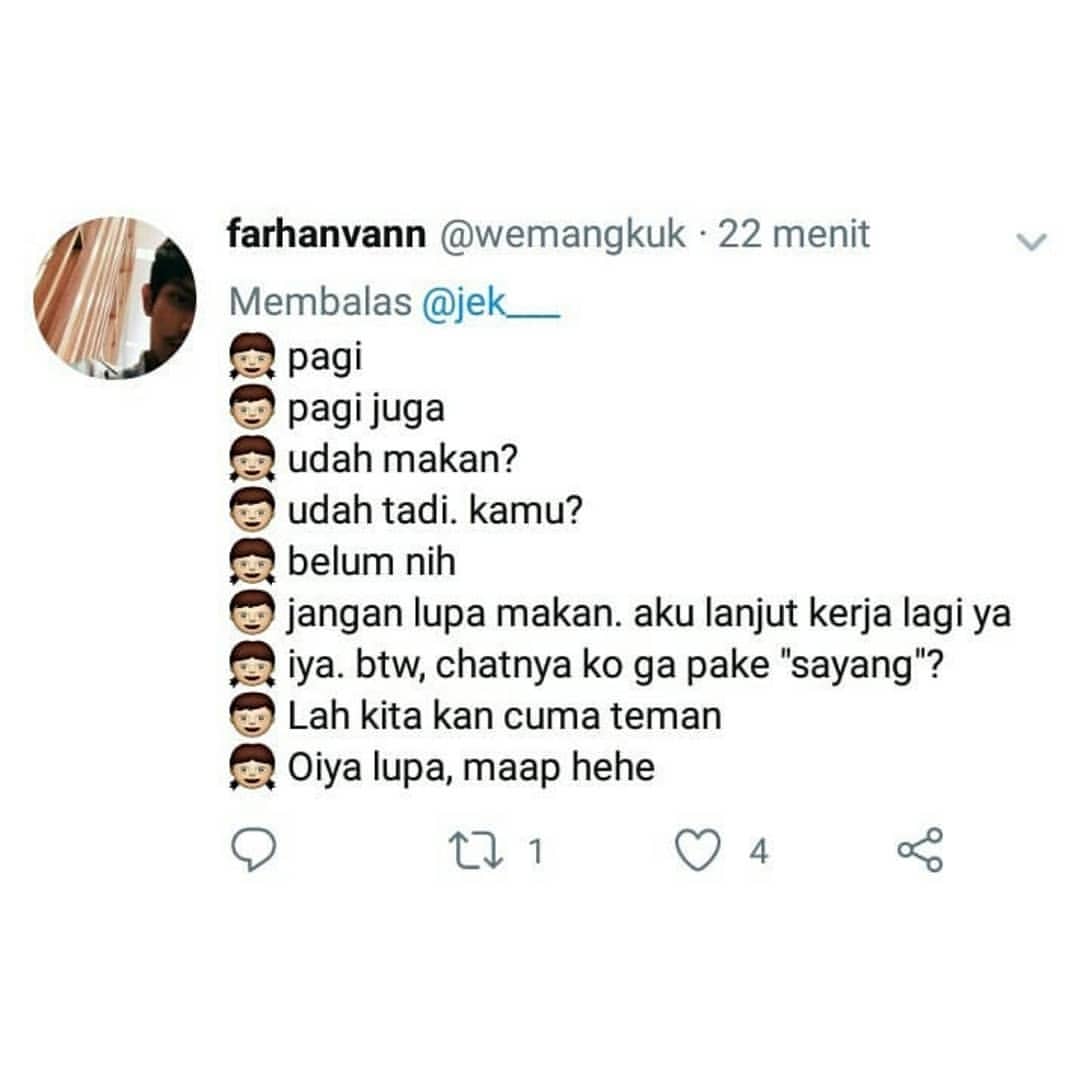 farhanvann @wemangkuk · 22 menit
Membalas @jek___
👧 pagi
👦 pagi juga
👧 udah makan?
👦 udah tadi. kamu?
👧 belum nih
👦 jangan lupa makan. aku lanjut kerja lagi ya
👧 iya. btw, chatnya ko ga pake "sayang"?
👦 Lah kita kan cuma teman
👧 Oiya lupa, maap hehe
1 4